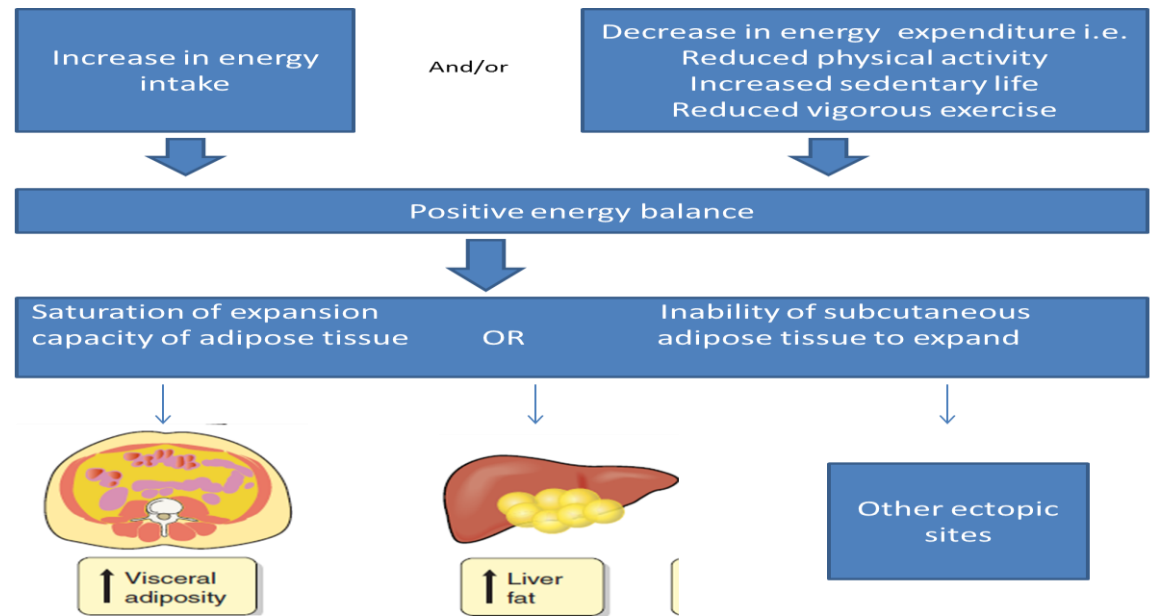 Increase in energy
intake
And/or
Decrease in energy expenditure i.e.
Reduced physical activity
Increased sedentary life
Reduced vigorous exercise
Positive energy balance
Saturation of expansion
capacity of adipose tissue
OR
Inability of subcutaneous
adipose tissue to expand
↑ Visceral
adiposity
↑ Liver
fat
Other ectopic
sites